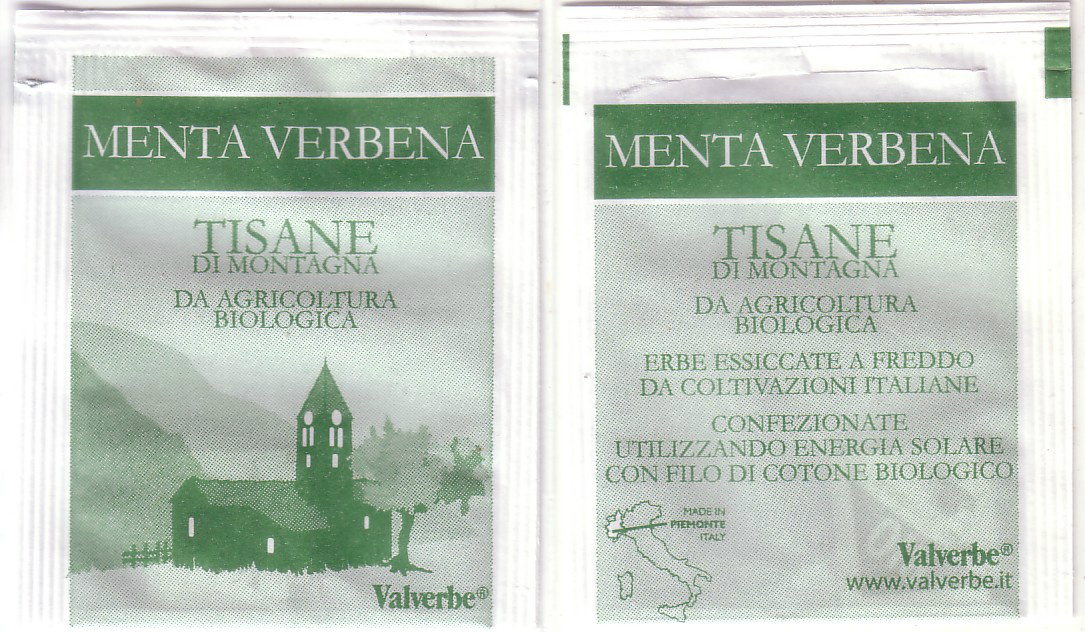 MENTA VERBENA
TISANE
DI MONTAGNA
DA AGRICOLTURA
BIOLOGICA
Valverbe®
MENTA VERBENA
TISANE
DI MONTAGNA
DA AGRICOLTURA
BIOLOGICA
ERBE ESSICCATE A FREDDO
DA COLTIVAZIONI ITALIANE
CONFEZIONATE
UTILIZZANDO ENERGIA SOLARE
CON FILO DI COTONE BIOLOGICO
MADE IN
PIEMONTE
ITALY
Valverbe®
www.valverbe.it